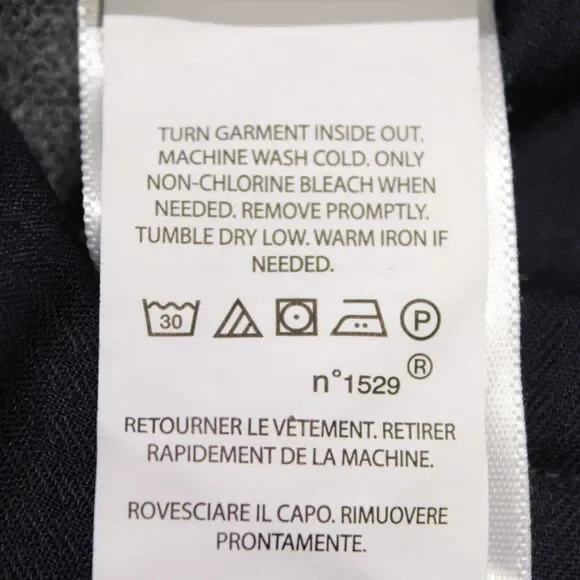 TURN GARMENT INSIDE OUT.
MACHINE WASH COLD. ONLY
NON-CHLORINE BLEACH WHEN
NEEDED. REMOVE PROMPTLY.
TUMBLE DRY LOW. WARM IRON IF
NEEDED.
30 P
n°1529 ®
RETOURNER LE VÊTEMENT. RETIRER
RAPIDEMENT DE LA MACHINE.
ROVESCIARE IL CAPO. RIMUOVERE
PRONTAMENTE.